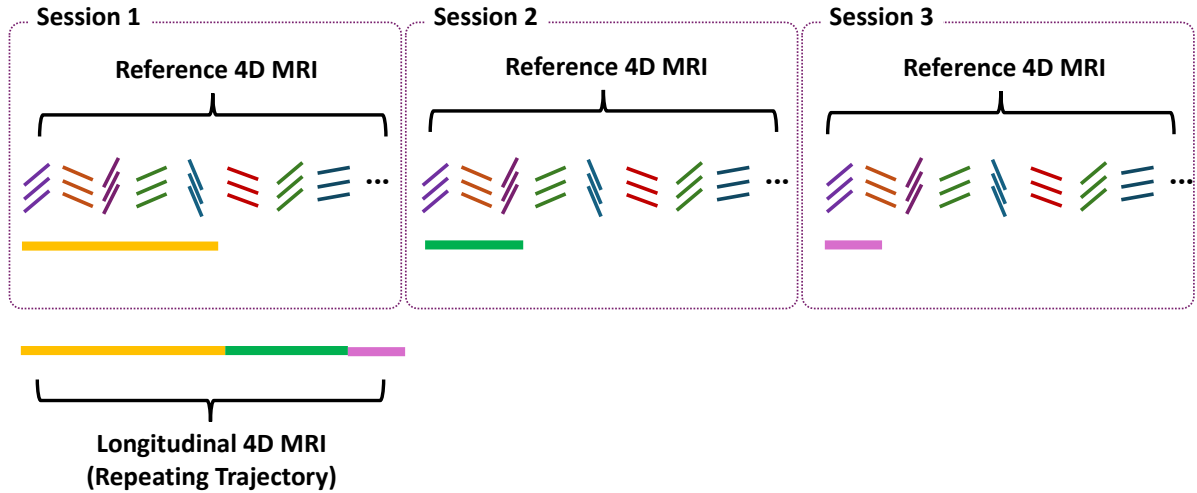 Session 1
Session 2
Session 3
Reference 4D MRI
Reference 4D MRI
Reference 4D MRI
...
...
...
Longitudinal 4D MRI
(Repeating Trajectory)